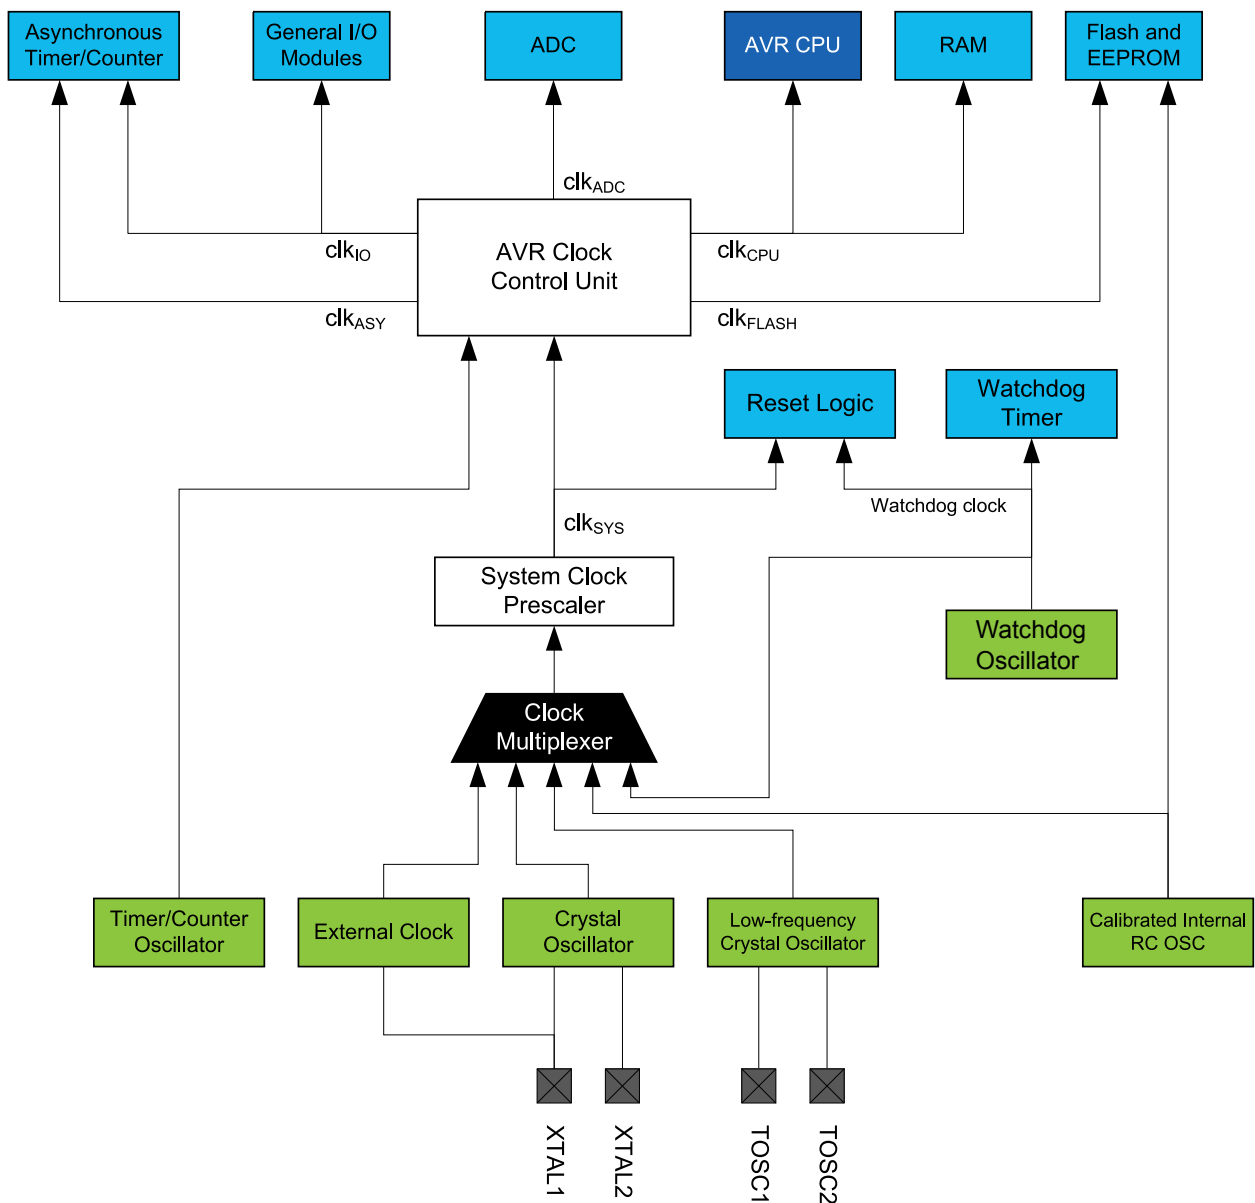 Asynchronous
Timer/Counter
General I/O
Modules
ADC
AVR CPU
RAM
Flash and
EEPROM
clkADC
clkIO
clkASY
AVR Clock
Control Unit
clkCPU
clkFLASH
Reset Logic
Watchdog
Timer
Watchdog clock
clkSYS
System Clock
Prescaler
Watchdog
Oscillator
Clock
Multiplexer
Timer/Counter
Oscillator
External Clock
Crystal
Oscillator
Low-frequency
Crystal Oscillator
Calibrated Internal
RC OSC
XTAL1
XTAL2
TOSC1
TOSC2